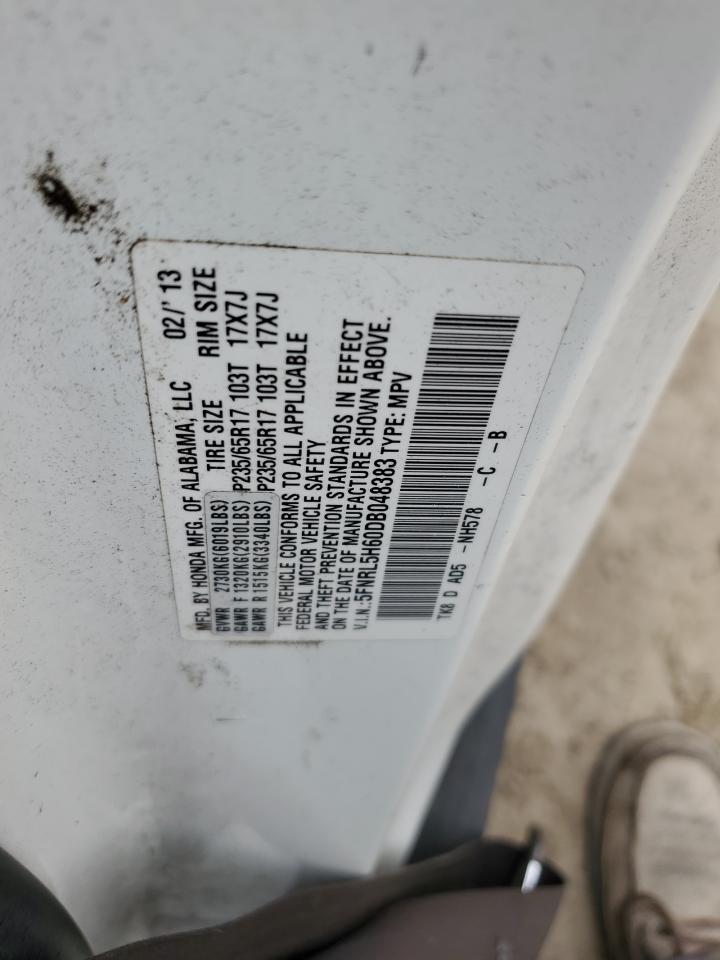 MFD. BY HONDA MFG. OF ALABAMA, LLC 02/'13
TIRE SIZE RIM SIZE
GVWR 2730KG(6019LBS)
GAWR F 1320KG(2910LBS) P235/65R17 103T 17X7J
GAWR R 1515KG(3340LBS) P235/65R17 103T 17X7J
THIS VEHICLE CONFORMS TO ALL APPLICABLE
FEDERAL MOTOR VEHICLE SAFETY
AND THEFT PREVENTION STANDARDS IN EFFECT
ON THE DATE OF MANUFACTURE SHOWN ABOVE.
V.I.N.:5FNRL5H60DB048383 TYPE: MPV
TK8 D AD5 -NH578 -C -B